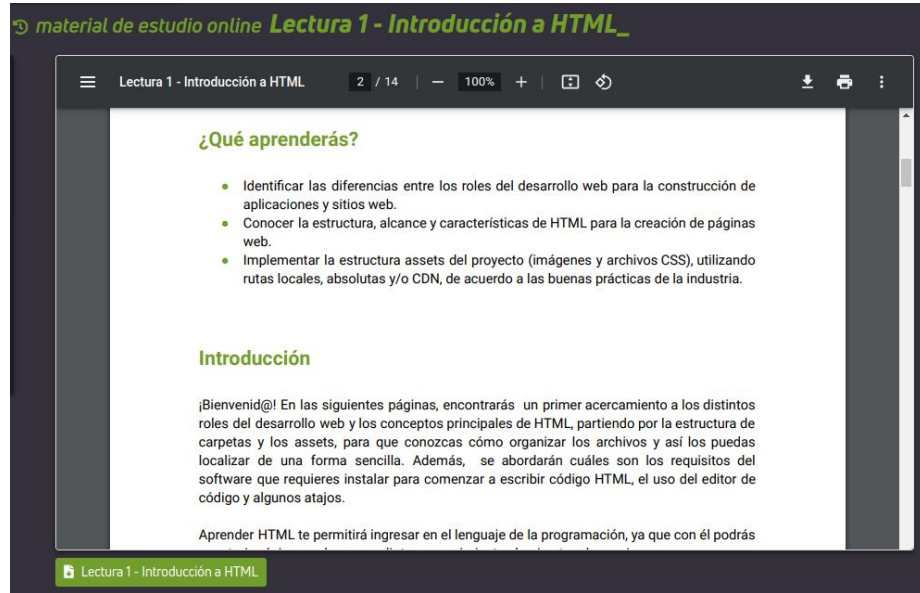 material de estudio online Lectura 1 - Introducción a HTML_
Lectura 1 - Introducción a HTML 2 / 14 | — 100% + |
¿Qué aprenderás?
● Identificar las diferencias entre los roles del desarrollo web para la construcción de
aplicaciones y sitios web.
● Conocer la estructura, alcance y características de HTML para la creación de páginas
web.
● Implementar la estructura assets del proyecto (imágenes y archivos CSS), utilizando
rutas locales, absolutas y/o CDN, de acuerdo a las buenas prácticas de la industria.
Introducción
¡Bienvenid@! En las siguientes páginas, encontrarás un primer acercamiento a los distintos
roles del desarrollo web y los conceptos principales de HTML, partiendo por la estructura de
carpetas y los assets, para que conozcas cómo organizar los archivos y así los puedas
localizar de una forma sencilla. Además, se abordarán cuáles son los requisitos del
software que requieres instalar para comenzar a escribir código HTML, el uso del editor de
código y algunos atajos.
Aprender HTML te permitirá ingresar en el lenguaje de la programación, ya que con él podrás
Lectura 1 - Introducción a HTML